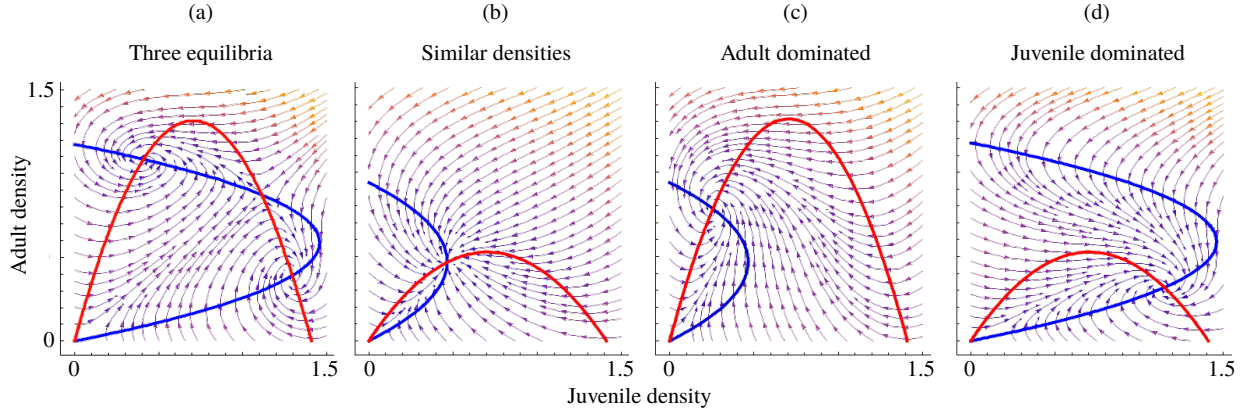 (a)
(b)
(c)
(d)
Three equilibria
Similar densities
Adult dominated
Juvenile dominated
1.5
Adult density
0
0
1.5
0
1.5
0
1.5
0
1.5
Juvenile density